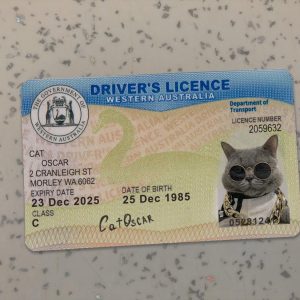 DRIVER'S LICENCE
WESTERN AUSTRALIA
THE GOVERNMENT OF
WESTERN AUSTRALIA
Department of
Transport
LICENCE NUMBER
2059632
CAT
OSCAR
2 CRANLEIGH ST
MORLEY WA 6062
EXPIRY DATE
23 Dec 2025
DATE OF BIRTH
25 Dec 1985
CLASS
C
CatOscar